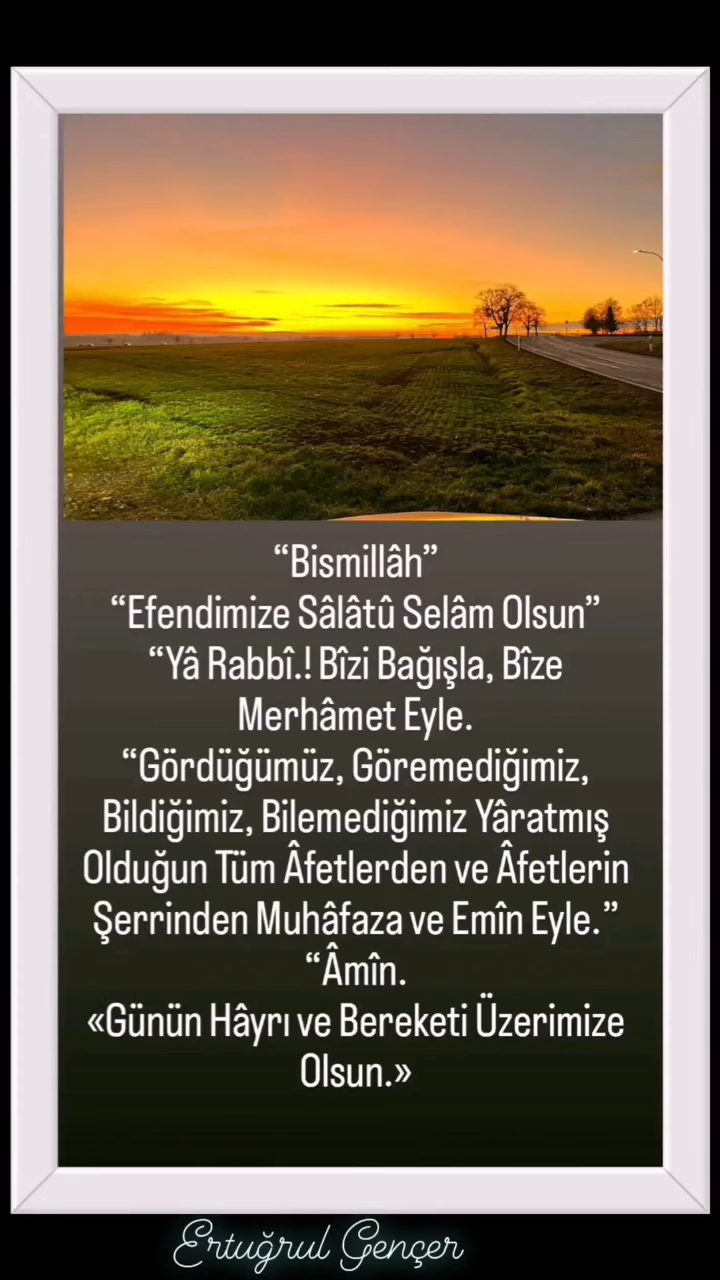 “Bismillâh”
“Efendimize Sâlâtû Selâm Olsun”
“Yâ Rabbî.! Bîzi Bağışla, Bîze
Merhâmet Eyle.
“Gördüğümüz, Göremediğimiz,
Bildiğimiz, Bilemediğimiz Yâratmış
Olduğun Tüm Âfetlerden ve Âfetlerin
Şerrinden Muhâfaza ve Emîn Eyle.”
“Âmîn.
«Günün Hâyrı ve Bereketi Üzerimize
Olsun.»
Ertuğrul Gençer